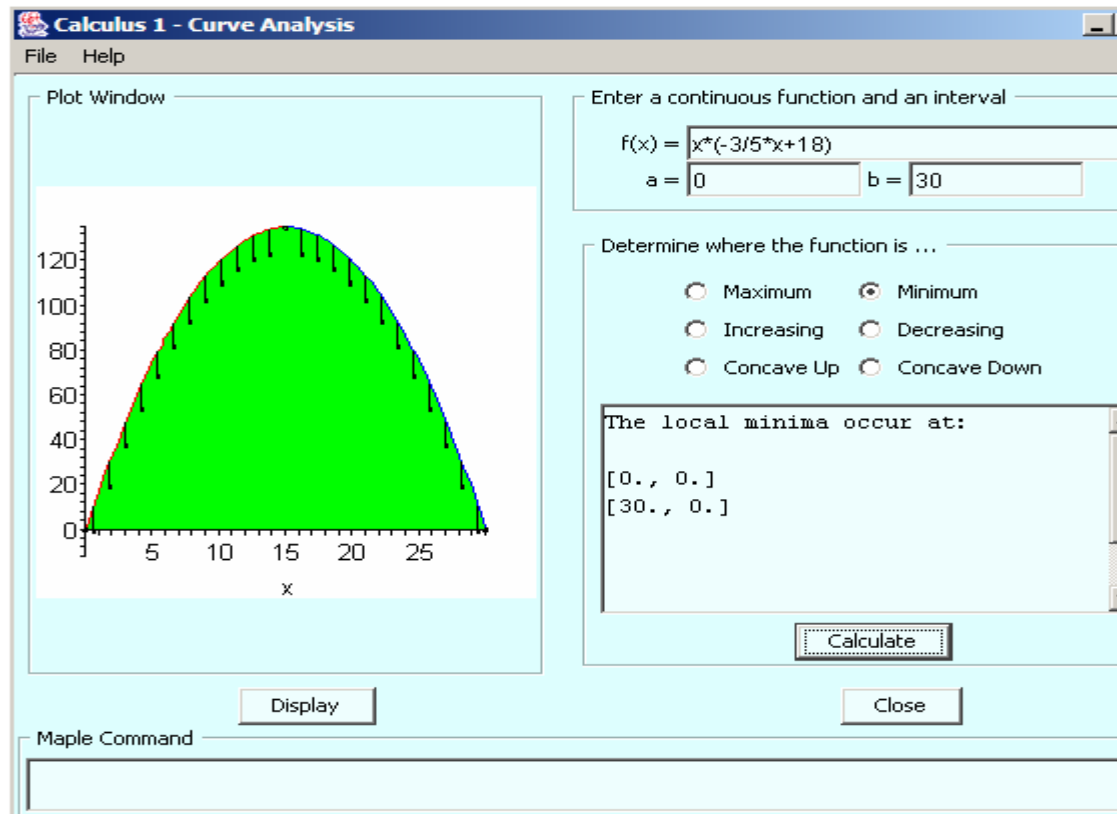 Calculus 1 - Curve Analysis
File Help
Plot Window
120
100
80
60
40
20
0
5 10 15 20 25
x
Display
Enter a continuous function and an interval
f(x) = x*(-3/5*x+18)
a = 0 b = 30
Determine where the function is ...
Maximum Minimum
Increasing Decreasing
Concave Up Concave Down
The local minima occur at:
[0., 0.]
[30., 0.]
Calculate
Close
Maple Command